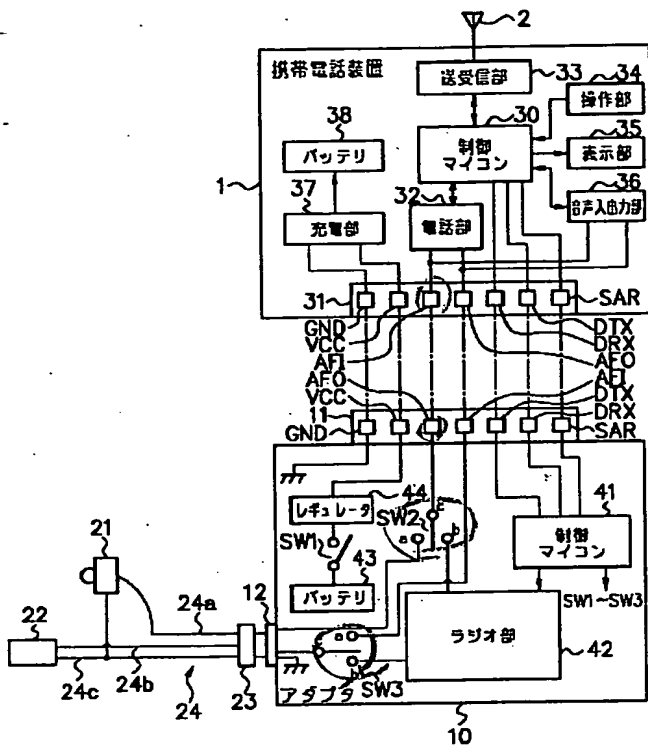 2
携帯電話装置
送受信部
33
34
操作部
30
制御
マイコン
35
表示部
36
音声入出力部
38
バッテリ
1
37
充電部
32
電話部
31
SAR
GND
VCC
AFI
DTX
DRX
AFO
AFO
VCC
AFI
DTX
DRX
11
GND
SAR
レギュレータ
44
SW1
SW2
c
a
b
41
制御
マイコン
43
バッテリ
SW1~SW3
21
24a
12
22
24b
24c
24
23
a
c
b
アダプタ
SW3
ラジオ部
42
10